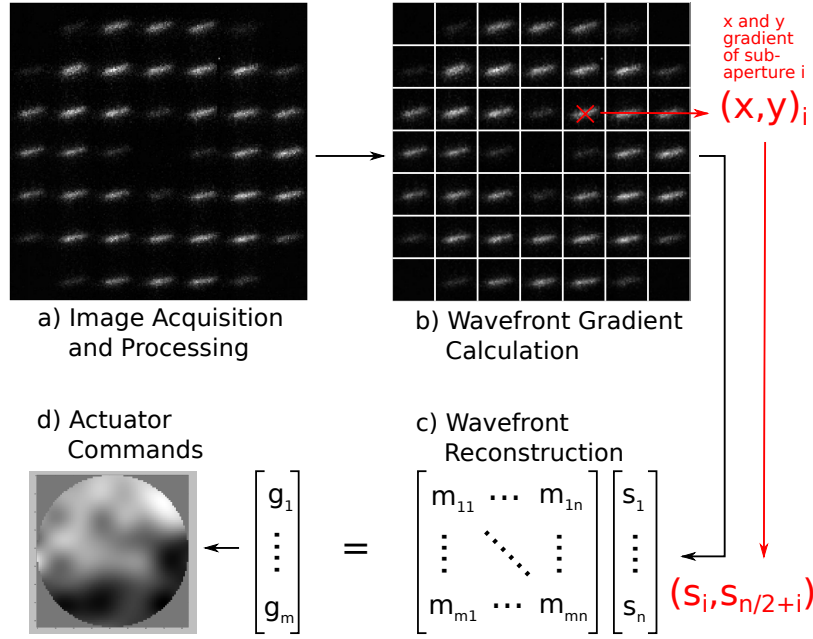 x and y
gradient
of sub-
aperture i
(x,y)i
a) Image Acquisition
and Processing
b) Wavefront Gradient
Calculation
d) Actuator
Commands
c) Wavefront
Reconstruction
g1
⋮
gm
=
m11 ⋯ m1n
⋮ ⋱ ⋮
mm1 ⋯ mmn
s1
⋮
sn
(si,sn/2+i)